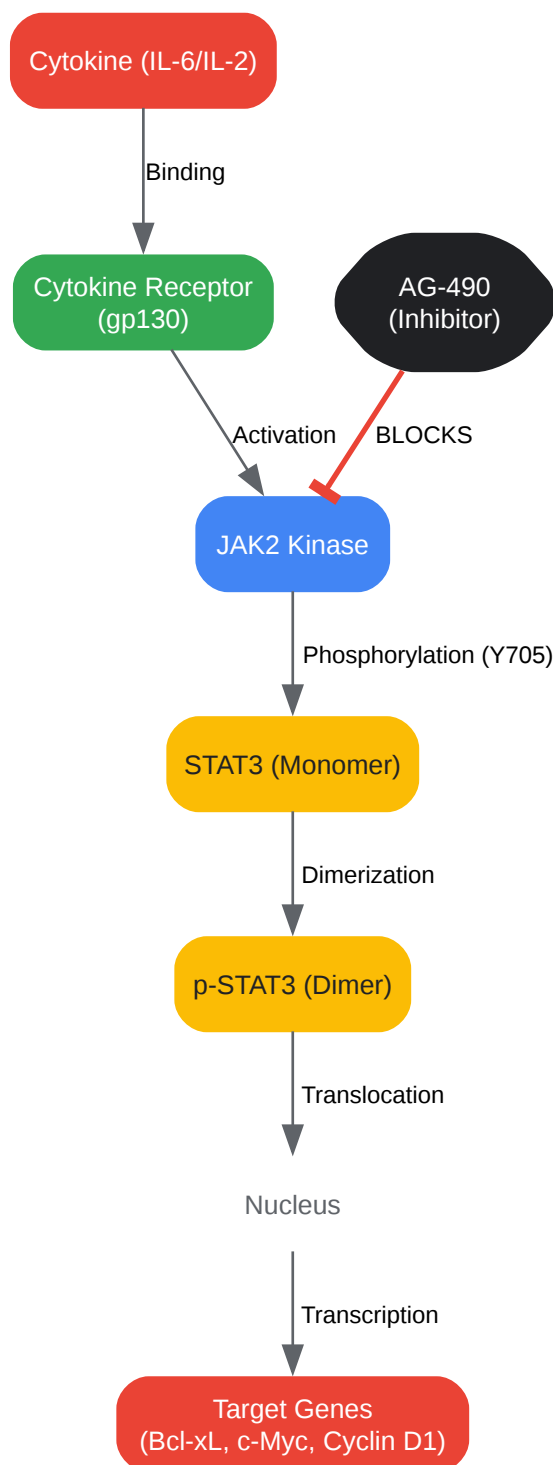 Cytokine (IL-6/IL-2)
Binding
Cytokine Receptor
(gp130)
AG-490
(Inhibitor)
Activation
BLOCKS
JAK2 Kinase
Phosphorylation (Y705)
STAT3 (Monomer)
Dimerization
p-STAT3 (Dimer)
Translocation
Nucleus
Transcription
Target Genes
(Bcl-xL, c-Myc, Cyclin D1)